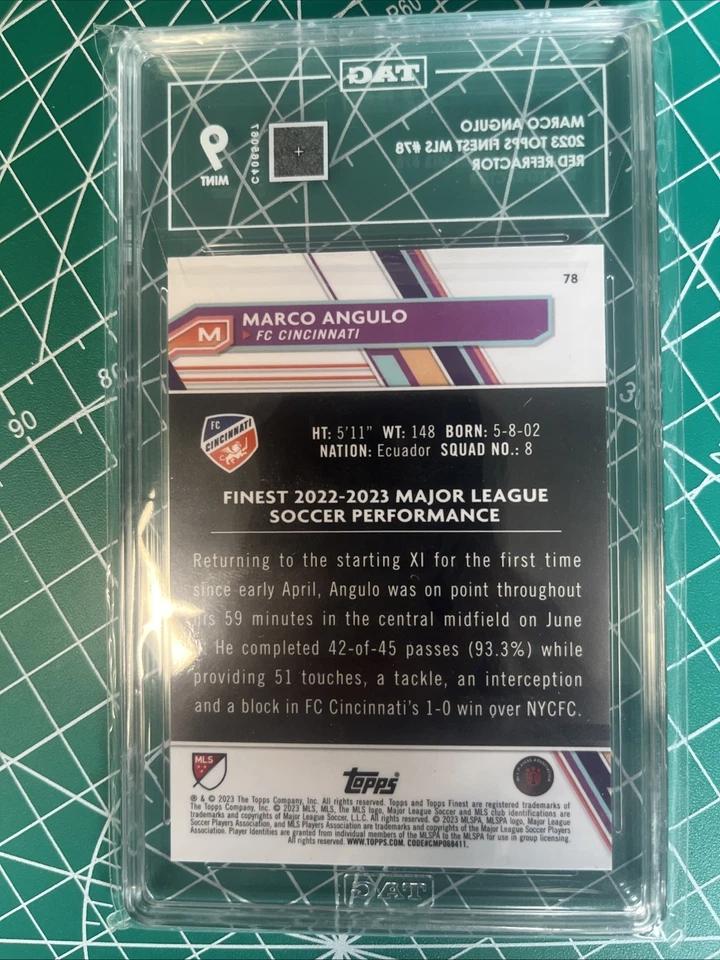 TAG
MARCO ANGULO
2023 TOPPS FINEST MLS #78
RED REFRACTOR
9
MINT
C4065067
78
M
MARCO ANGULO
FC CINCINNATI
FC
CINCINNATI
HT: 5'11" WT: 148 BORN: 5-8-02
NATION: Ecuador SQUAD NO.: 8
FINEST 2022-2023 MAJOR LEAGUE
SOCCER PERFORMANCE
Returning to the starting XI for the first time
since early April, Angulo was on point throughout
his 59 minutes in the central midfield on June
He completed 42-of-45 passes (93.3%) while
providing 51 touches, a tackle, an interception
and a block in FC Cincinnati's 1-0 win over NYCFC.
MLS
Topps
® & © 2023 The Topps Company, Inc. All rights reserved. Topps and Topps Finest are registered trademarks of
The Topps Company, Inc. © 2023 MLS. MLS, the MLS logo, Major League Soccer and MLS club identifications are
trademarks and copyrights of Major League Soccer, L.L.C. All rights reserved. © 2023 MLSPA. MLSPA logo, Major League
Soccer Players Association, and MLS Players Association are trademarks and copyrights of the Major League Soccer Players
Association. Player Identities are granted from individual members of the MLSPA to the MLSPA for use in group licensing.
All rights reserved. WWW.TOPPS.COM. CODE#CMP088411.
TAG
90
80
R60